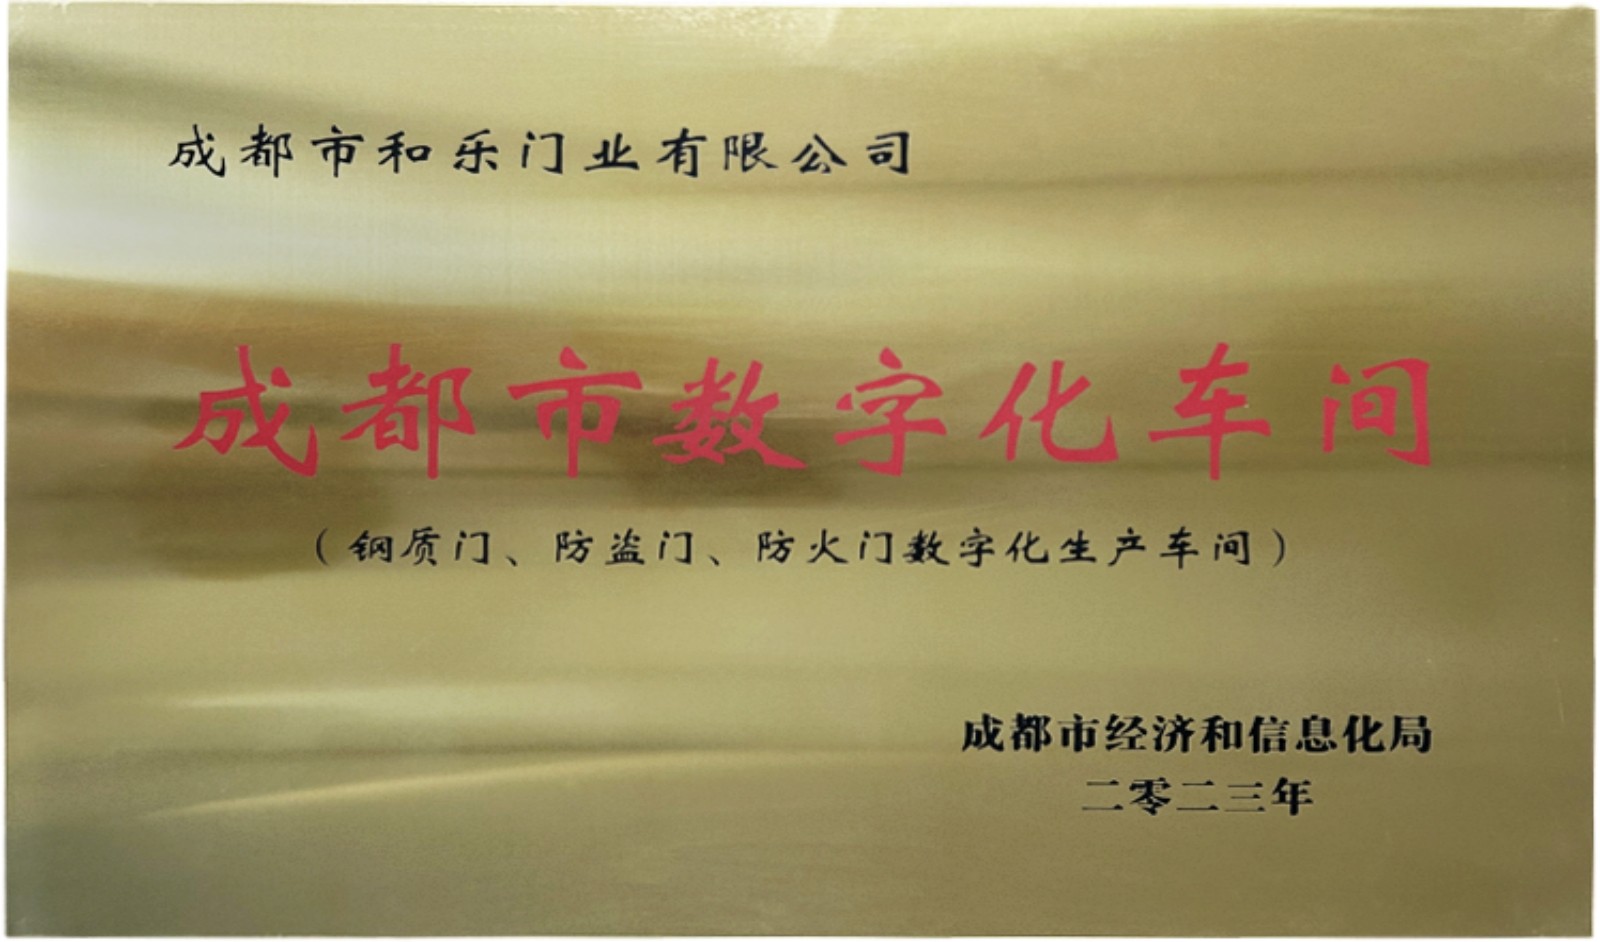 成都市和乐门业有限公司
成都市数字化车间
（钢质门、防盗门、防火门数字化生产车间）
成都市经济和信息化局
二零二三年